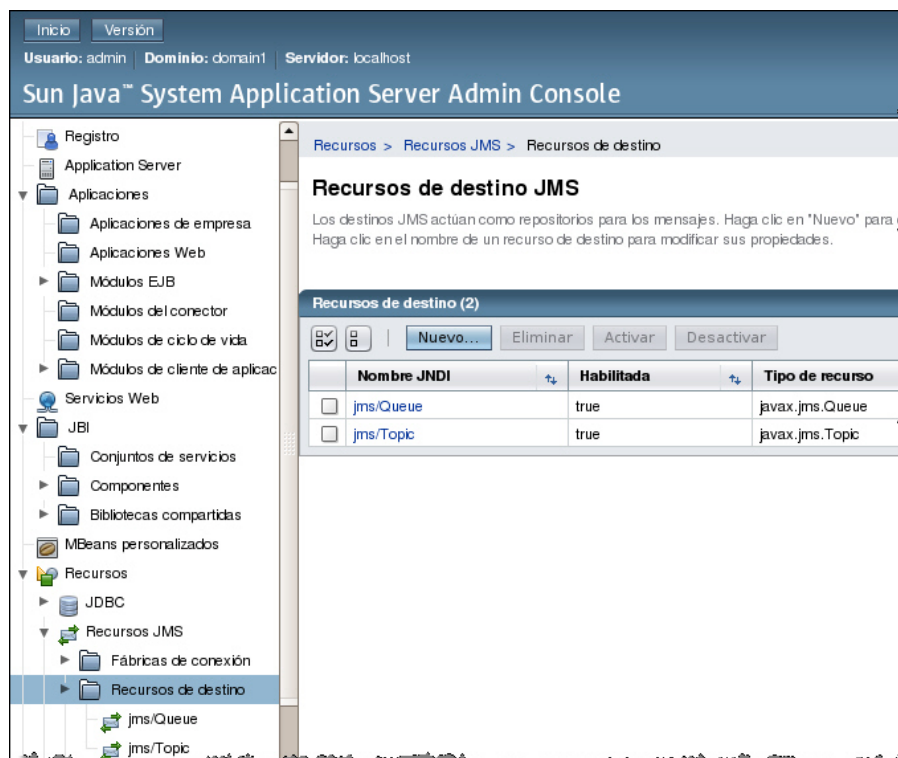 Inicio Versión
Usuario: admin Dominio: domain1 Servidor: localhost
Sun Java™ System Application Server Admin Console
Registro
Application Server
Aplicaciones
Aplicaciones de empresa
Aplicaciones Web
Módulos EJB
Módulos del conector
Módulos de ciclo de vida
Módulos de cliente de aplicac
Servicios Web
JBI
Conjuntos de servicios
Componentes
Bibliotecas compartidas
MBeans personalizados
Recursos
JDBC
Recursos JMS
Fábricas de conexión
Recursos de destino
jms/Queue
jms/Topic
Recursos > Recursos JMS > Recursos de destino
Recursos de destino JMS
Los destinos JMS actúan como repositorios para los mensajes. Haga clic en "Nuevo" para
Haga clic en el nombre de un recurso de destino para modificar sus propiedades.
Recursos de destino (2)
Nuevo... Eliminar Activar Desactivar
Nombre JNDI Habilitada Tipo de recurso
jms/Queue true javax.jms.Queue
jms/Topic true javax.jms.Topic